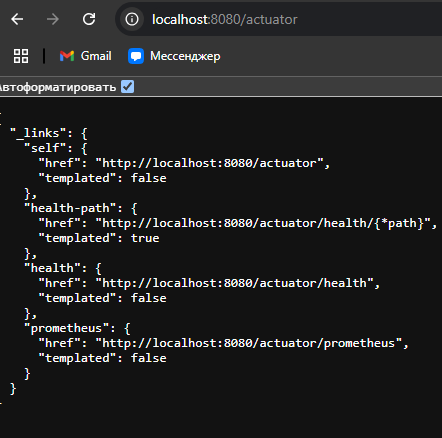 localhost:8080/actuator
Gmail Мессенджер
Автоформатировать
{
"_links": {
"self": {
"href": "http://localhost:8080/actuator",
"templated": false
},
"health-path": {
"href": "http://localhost:8080/actuator/health/{*path}",
"templated": true
},
"health": {
"href": "http://localhost:8080/actuator/health",
"templated": false
},
"prometheus": {
"href": "http://localhost:8080/actuator/prometheus",
"templated": false
}
}
}